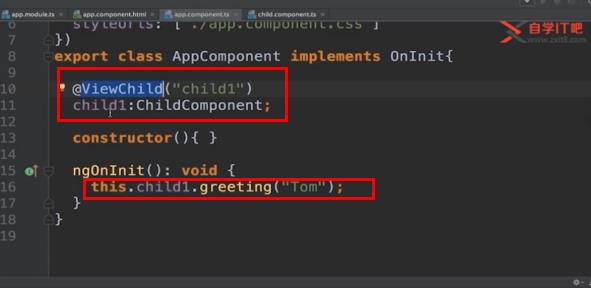 app.module.ts app.component.html app.component.ts child.component.ts
6 styleUrls: [ './app.component.css' ]
7 })
8 export class AppComponent implements OnInit{
9
10 @ViewChild("child1")
11 child1:ChildComponent;
12
13 constructor(){ }
14
15 ngOnInit(): void {
16 this.child1.greeting("Tom");
17 }
18 }
19
自学IT吧
www.zxit8.com